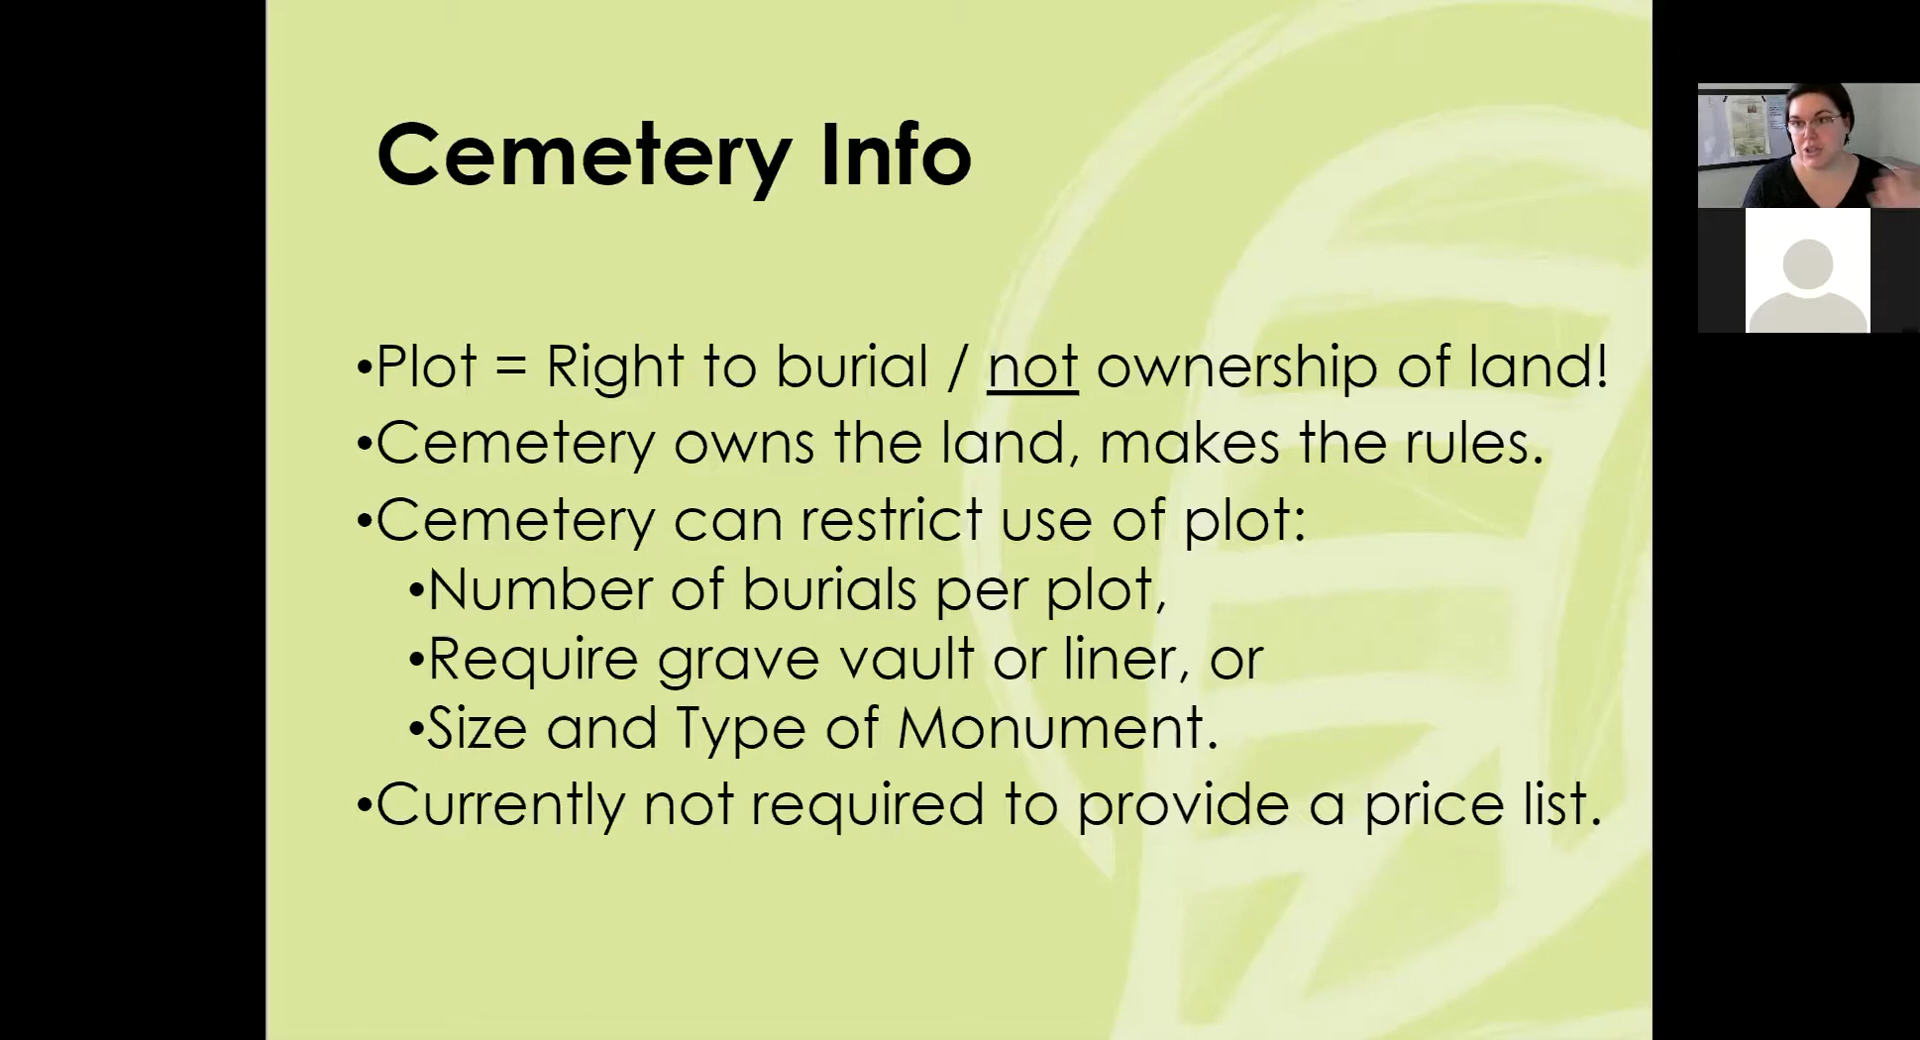 Cemetery Info
•Plot = Right to burial / not ownership of land!
•Cemetery owns the land, makes the rules.
•Cemetery can restrict use of plot:
•Number of burials per plot,
•Require grave vault or liner, or
•Size and Type of Monument.
•Currently not required to provide a price list.